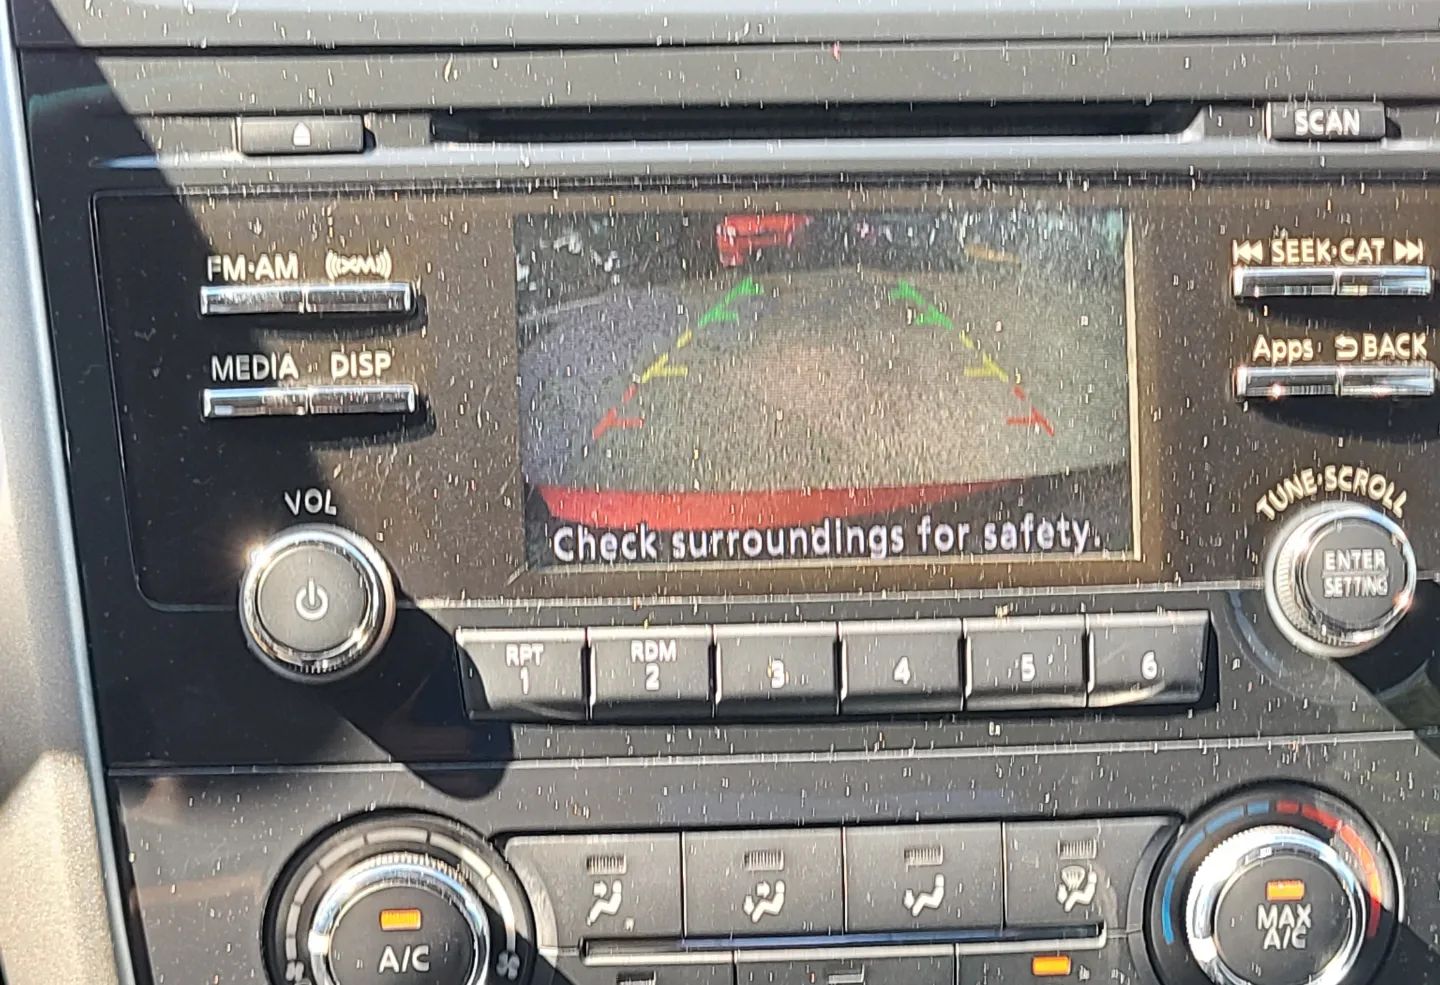 SCAN
FM·AM ((XM))
SEEK·CAT
MEDIA · DISP
Apps · BACK
VOL
TUNE·SCROLL
ENTER
SETTING
Check surroundings for safety.
RPT
1
RDM
2
3
4
5
6
A/C
MAX
A/C